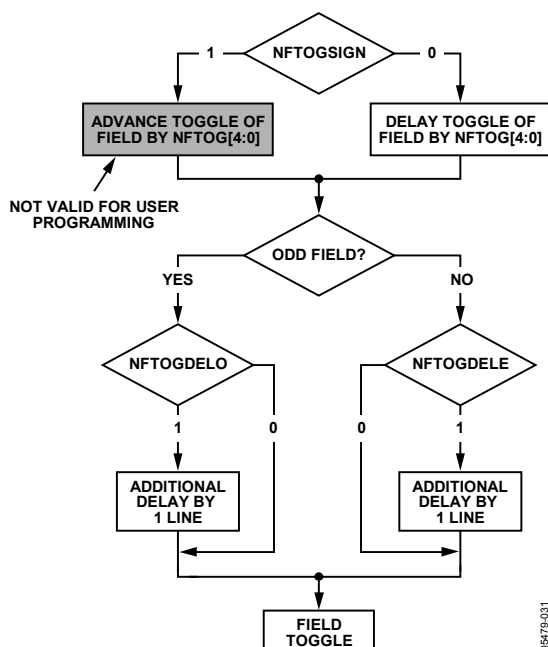 NFTOGSIGN
1
0
ADVANCE TOGGLE OF
FIELD BY NFTOG[4:0]
DELAY TOGGLE OF
FIELD BY NFTOG[4:0]
NOT VALID FOR USER
PROGRAMMING
ODD FIELD?
YES
NO
NFTOGDELO
NFTOGDELE
1
0
0
1
ADDITIONAL
DELAY BY
1 LINE
ADDITIONAL
DELAY BY
1 LINE
FIELD
TOGGLE
05479-031